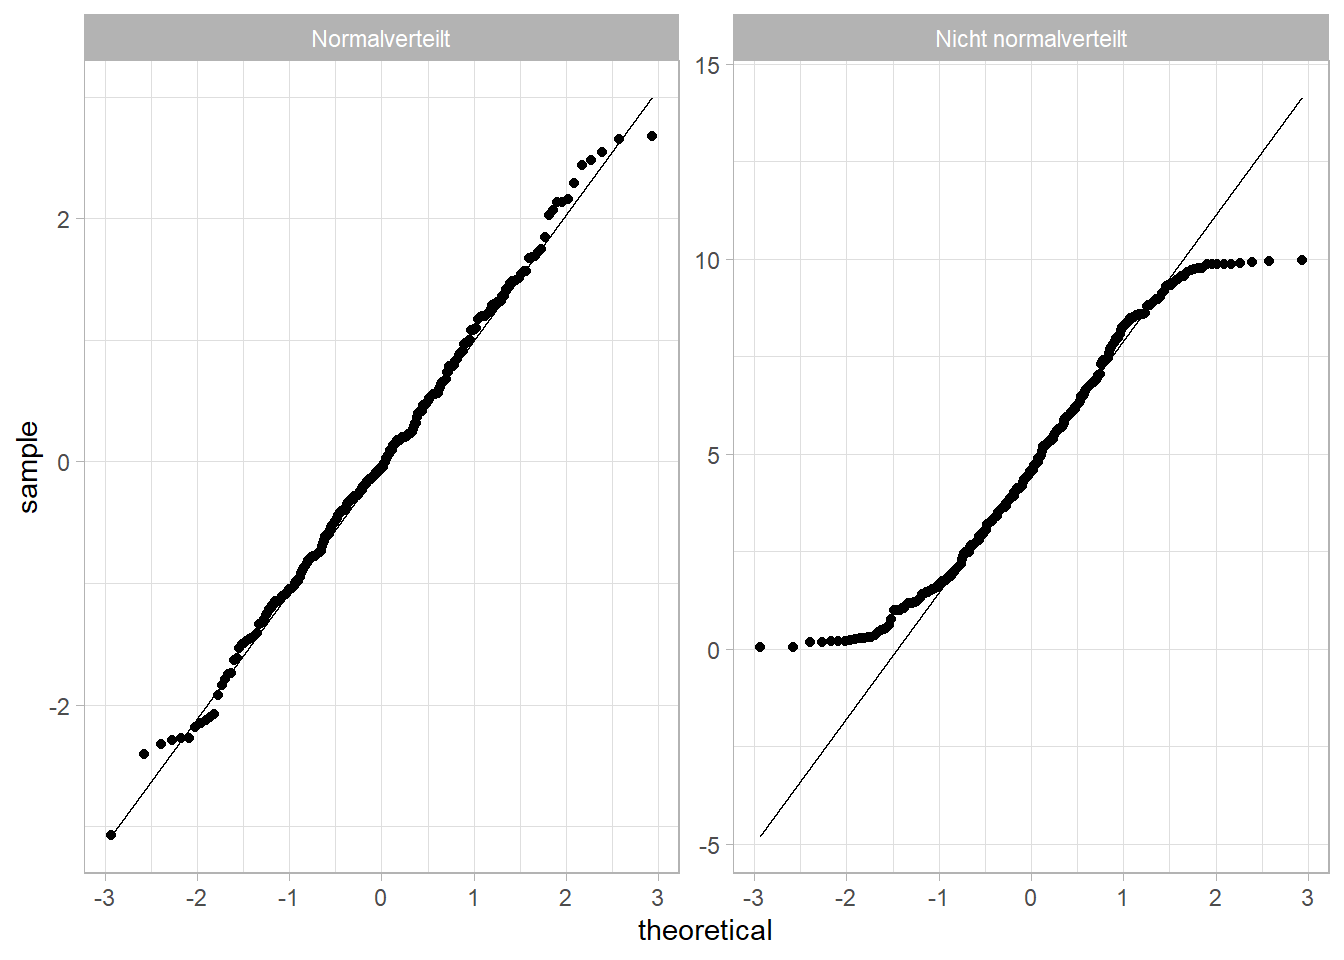 Normalverteilt
Nicht normalverteilt
sample
2
0
-2
15
10
5
0
-5
-3 -2 -1 0 1 2 3
-3 -2 -1 0 1 2 3
theoretical